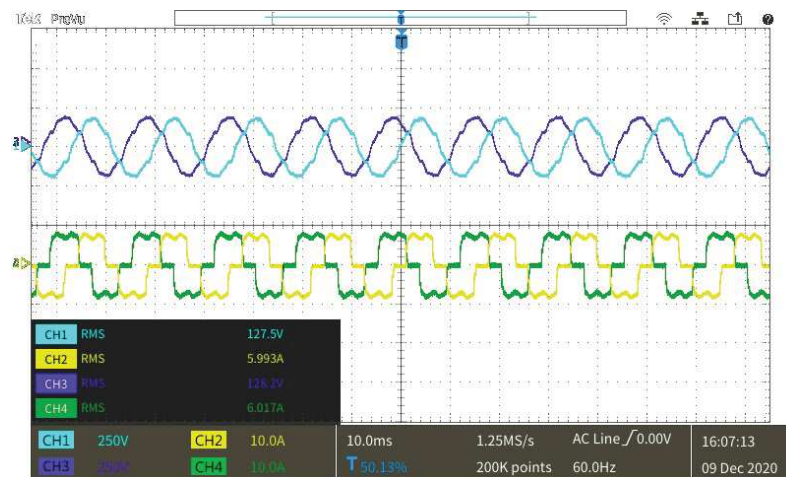 Tek ProVu
T
T
?
CH1 RMS 127.5V
CH2 RMS 5.993A
CH3 RMS 126.2V
CH4 RMS 6.017A
CH1 250V CH2 10.0A 10.0ms 1.25MS/s AC Line 0.00V 16:07:13
CH3 250V CH4 10.0A T 50.13% 200K points 60.0Hz 09 Dec 2020